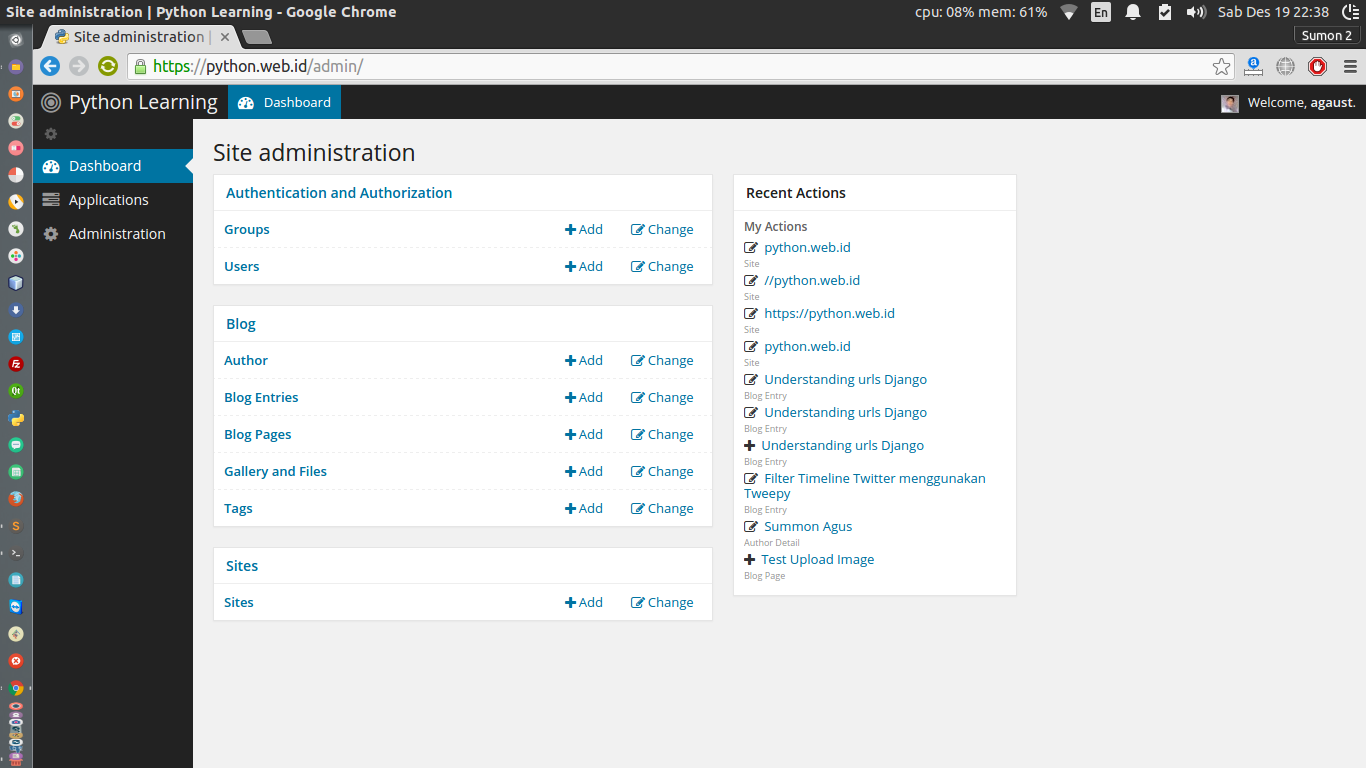 Site administration | Python Learning - Google Chrome
cpu: 08% mem: 61%
En
Sab Des 19 22:38
Site administration |
Sumon 2
https://python.web.id/admin/
Python Learning
Dashboard
Welcome, agaust.
Dashboard
Applications
Administration
Site administration
Authentication and Authorization
Groups Add Change
Users Add Change
Blog
Author Add Change
Blog Entries Add Change
Blog Pages Add Change
Gallery and Files Add Change
Tags Add Change
Sites
Sites Add Change
Recent Actions
My Actions
python.web.id
Site
//python.web.id
Site
https://python.web.id
Site
python.web.id
Site
Understanding urls Django
Blog Entry
Understanding urls Django
Blog Entry
Understanding urls Django
Blog Entry
Filter Timeline Twitter menggunakan
Tweepy
Blog Entry
Summon Agus
Author Detail
Test Upload Image
Blog Page